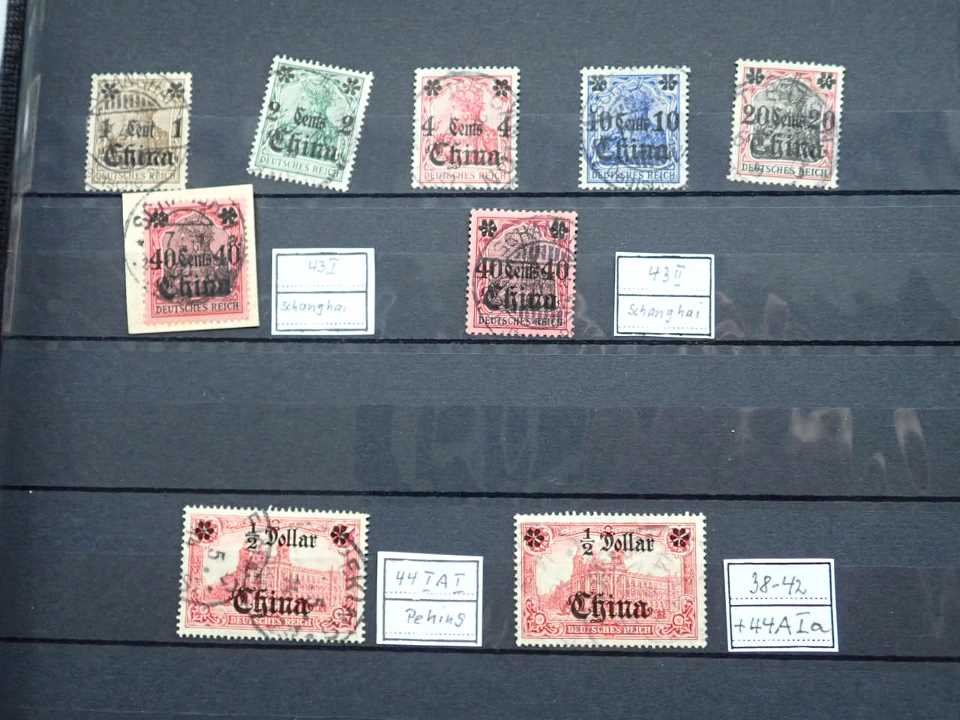 1 Cent 1
China
DEUTSCHES REICH
2 Cents 2
China
DEUTSCHES REICH
4 Cents 4
China
DEUTSCHES REICH
10 Cents 10
China
DEUTSCHES REICH
20 Cents 20
China
DEUTSCHES REICH
40 Cents 40
China
DEUTSCHES REICH
43 I
Schanghai
40 Cents 40
China
DEUTSCHES REICH
43 II
Schanghai
1/2 Dollar
China
DEUTSCHES REICH
44 I A I
Peking
1/2 Dollar
China
DEUTSCHES REICH
38-42
+44 A I a